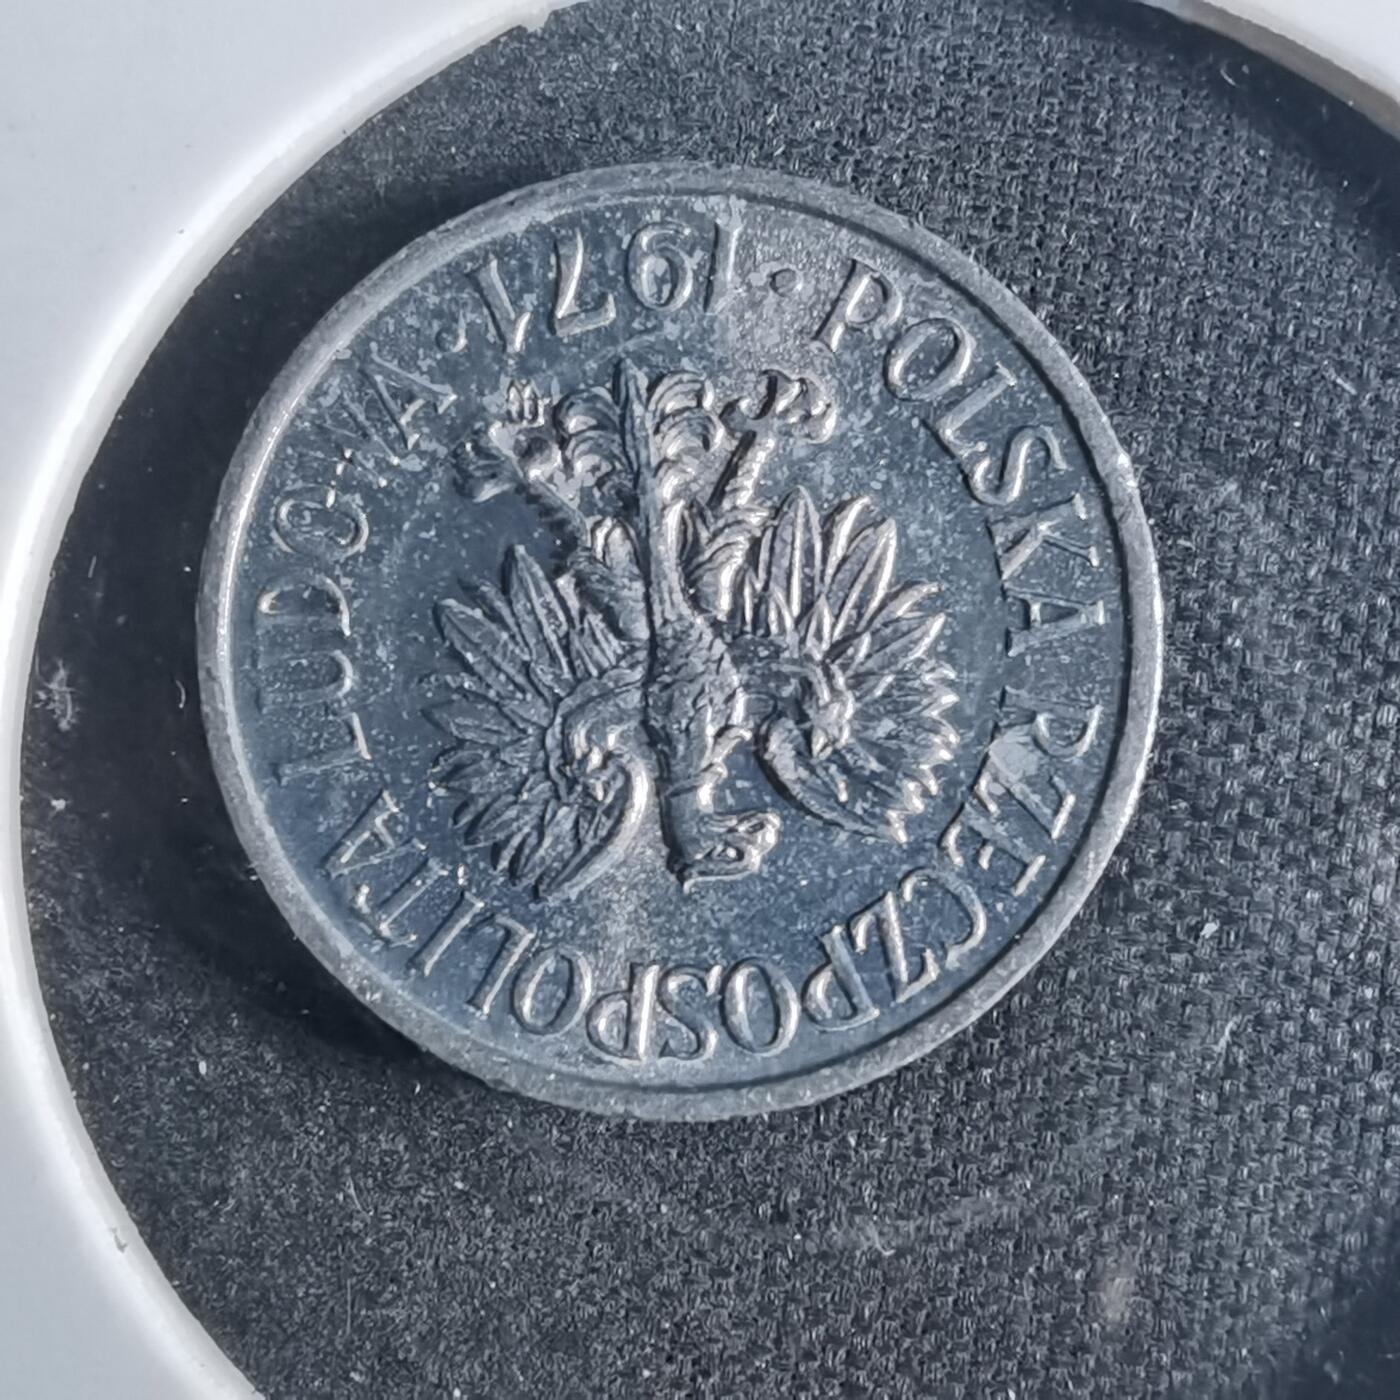 POLSKA RZECZPOSPOLITA LUDOWA
· 1971 ·